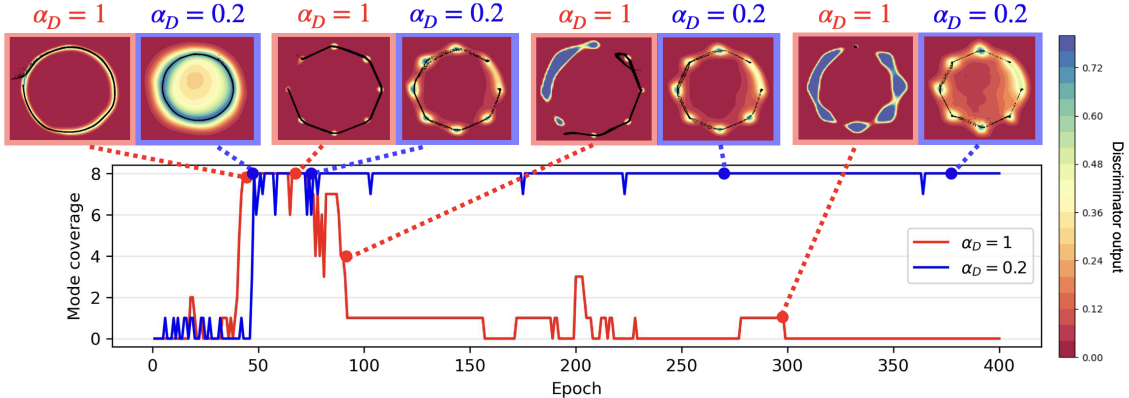 α_D = 1
α_D = 0.2
α_D = 1
α_D = 0.2
α_D = 1
α_D = 0.2
α_D = 1
α_D = 0.2
0.72
0.60
0.48
0.36
0.24
0.12
0.00
Discriminator output
8
6
4
2
0
Mode coverage
α_D = 1
α_D = 0.2
0
50
100
150
200
250
300
350
400
Epoch